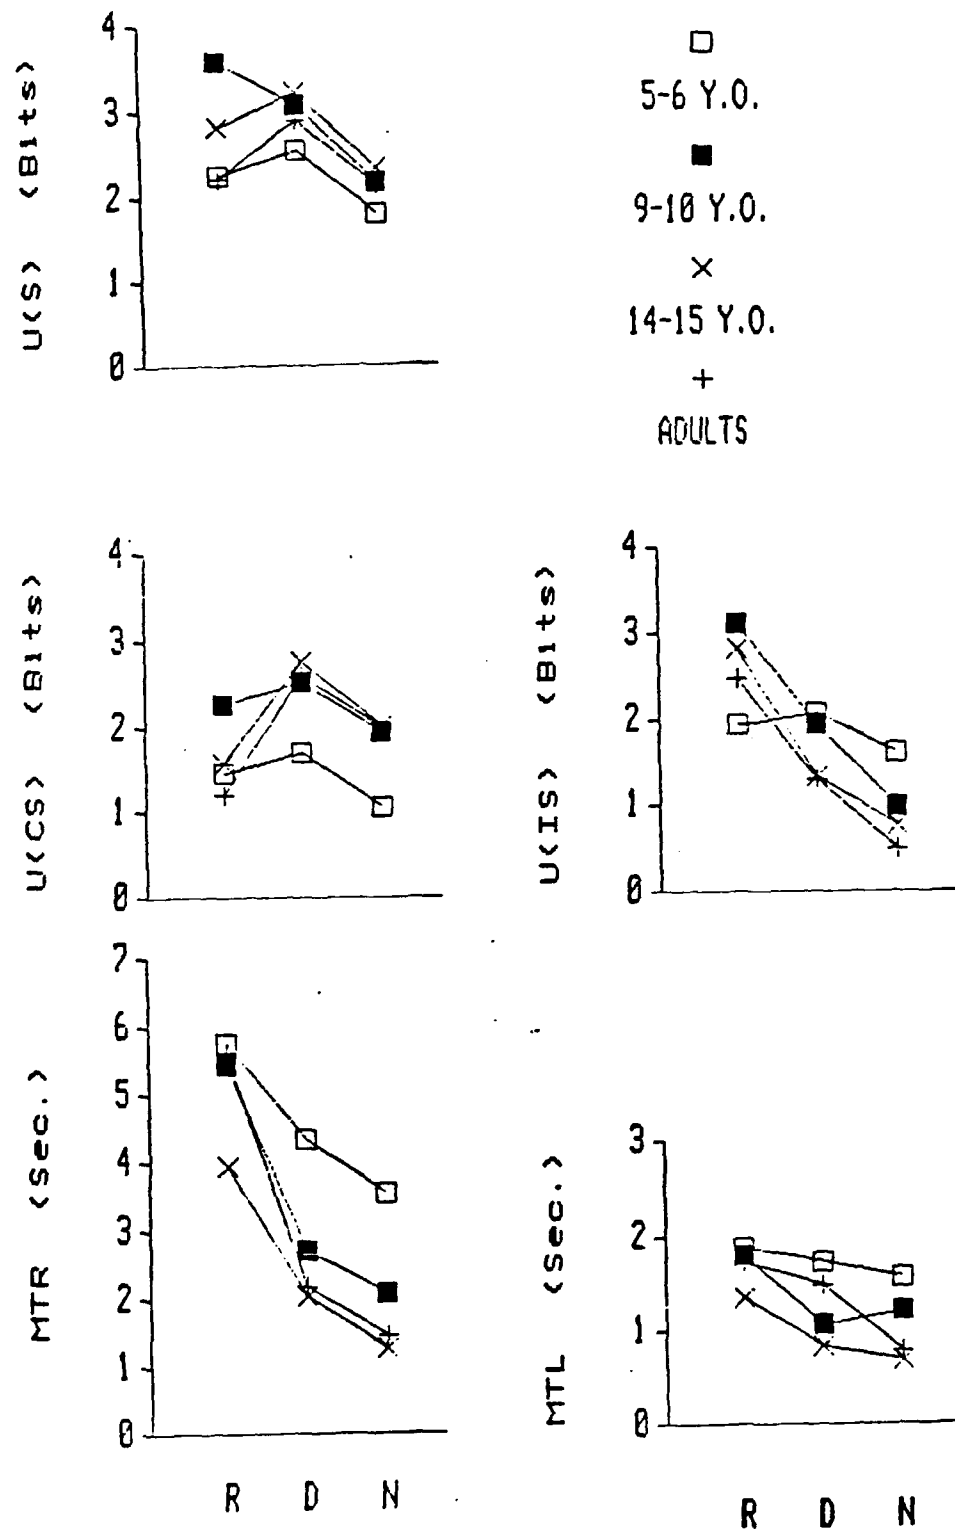 4
3
2
1
0
U(S) (Bits)
5-6 Y.O.
9-10 Y.O.
14-15 Y.O.
ADULTS
4
3
2
1
0
U(CS) (Bits)
4
3
2
1
0
U(IS) (Bits)
7
6
5
4
3
2
1
0
MTR (Sec.)
R D N
3
2
1
0
MTL (Sec.)
R D N